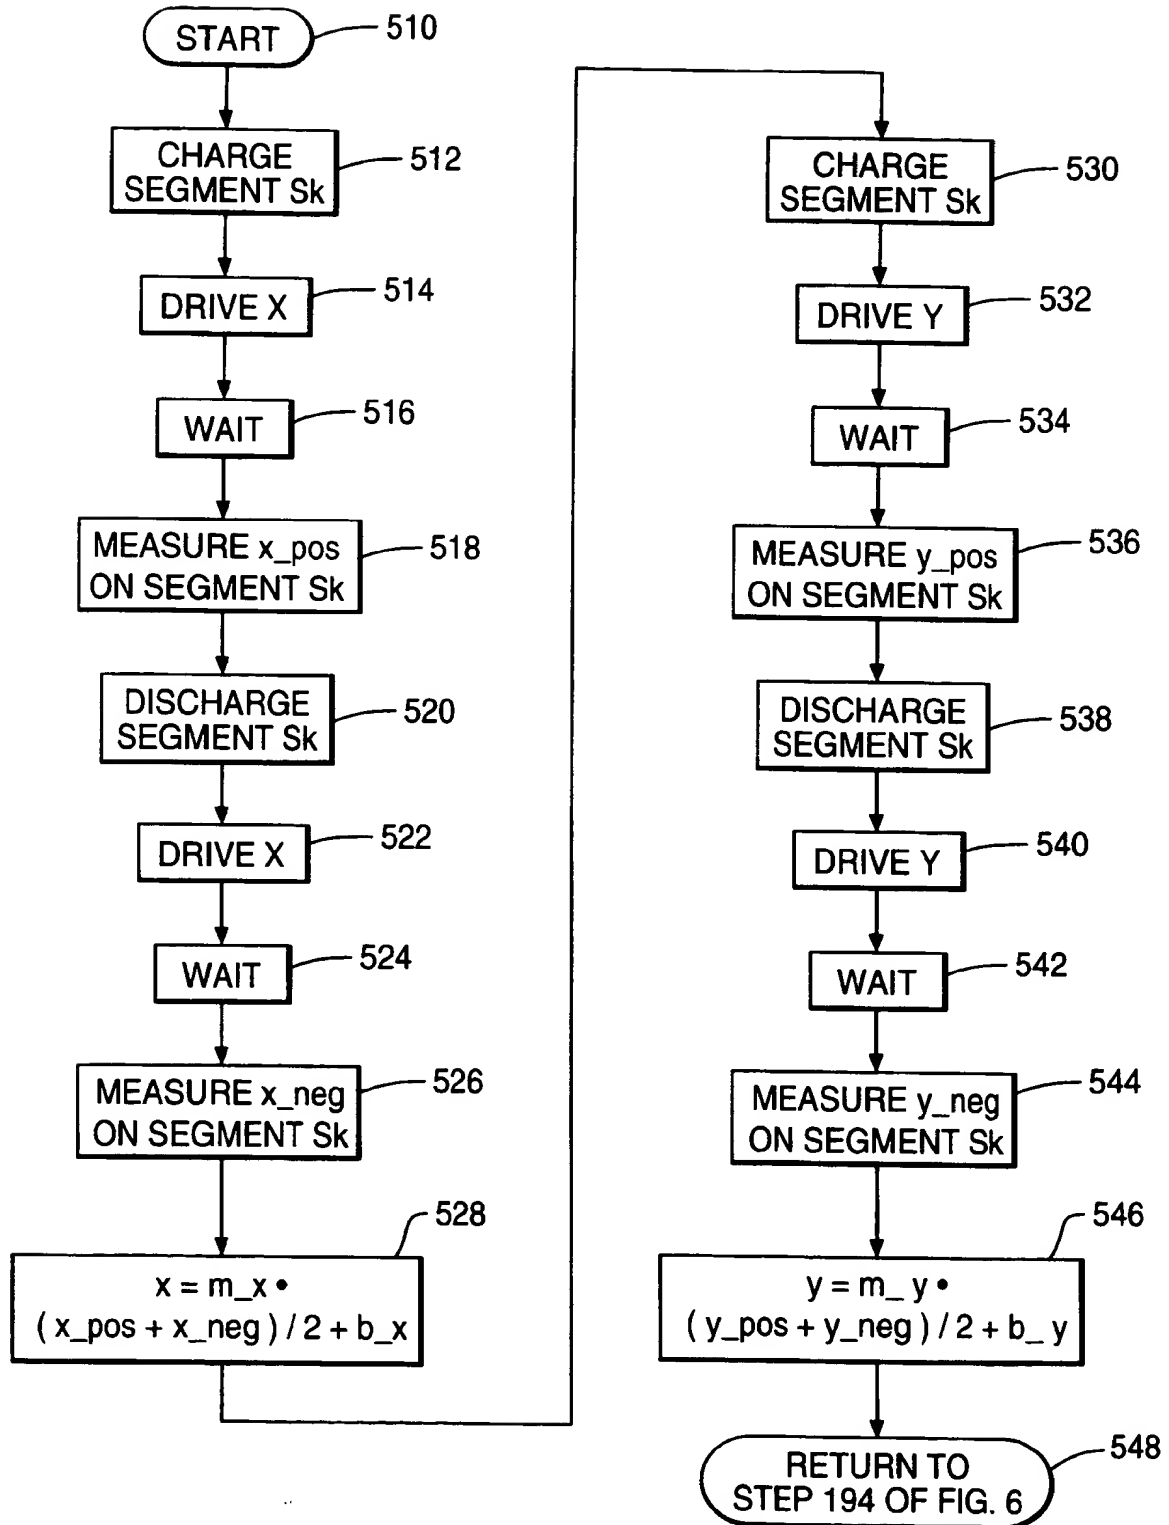 START
510
CHARGE
SEGMENT Sk
512
DRIVE X
514
WAIT
516
MEASURE x_pos
ON SEGMENT Sk
518
DISCHARGE
SEGMENT Sk
520
DRIVE X
522
WAIT
524
MEASURE x_neg
ON SEGMENT Sk
526
528
x = m_x •
( x_pos + x_neg ) / 2 + b_x
CHARGE
SEGMENT Sk
530
DRIVE Y
532
WAIT
534
MEASURE y_pos
ON SEGMENT Sk
536
DISCHARGE
SEGMENT Sk
538
DRIVE Y
540
WAIT
542
MEASURE y_neg
ON SEGMENT Sk
544
546
y = m_ y •
( y_pos + y_neg ) / 2 + b_ y
RETURN TO
STEP 194 OF FIG. 6
548